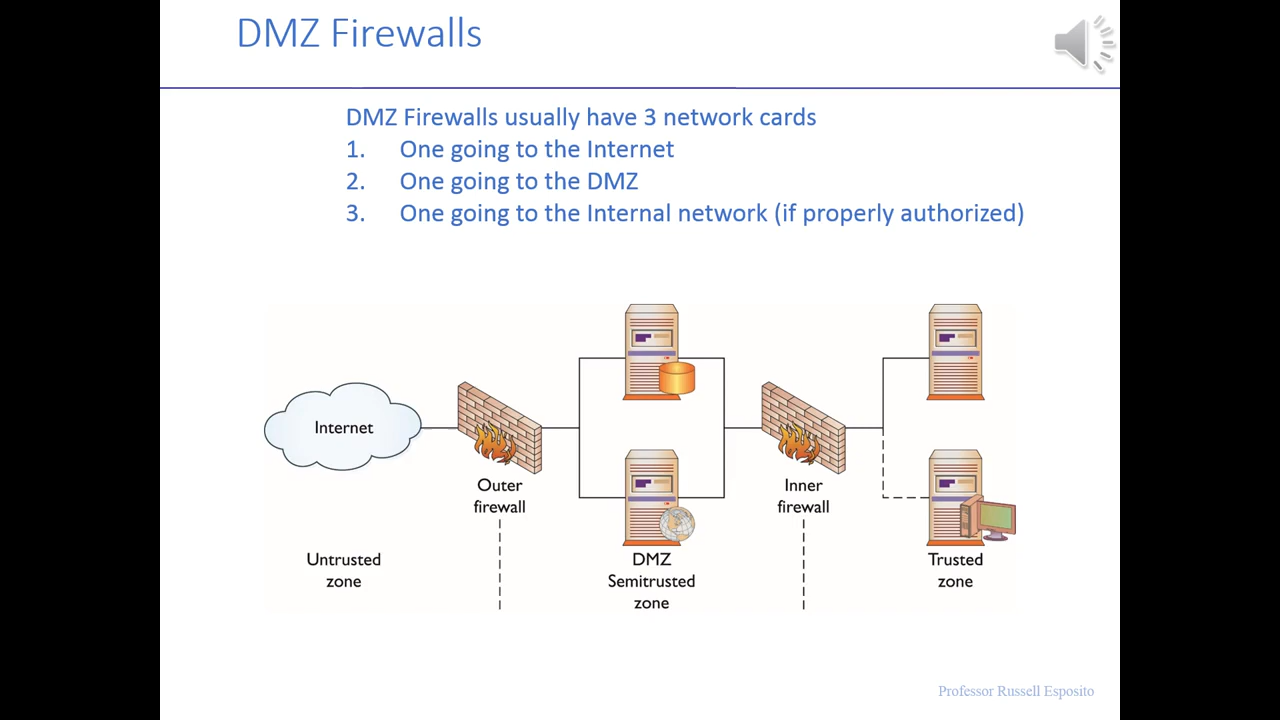 DMZ Firewalls
DMZ Firewalls usually have 3 network cards
1. One going to the Internet
2. One going to the DMZ
3. One going to the Internal network (if properly authorized)
Internet
Outer
firewall
Inner
firewall
Untrusted
zone
DMZ
Semitrusted
zone
Trusted
zone
Professor Russell Esposito